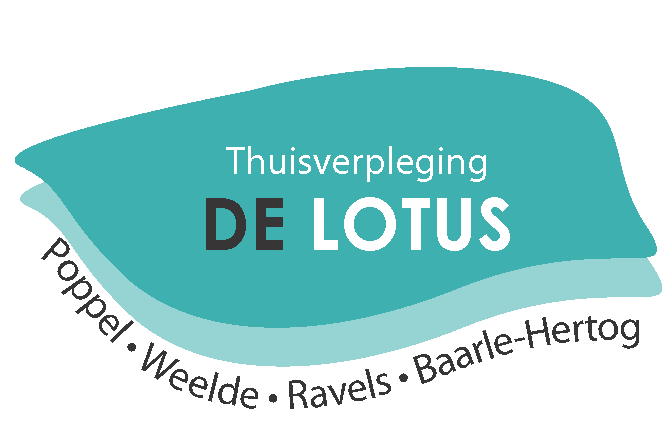 Thuisverpleging
DE LOTUS
Poppel • Weelde • Ravels • Baarle-Hertog